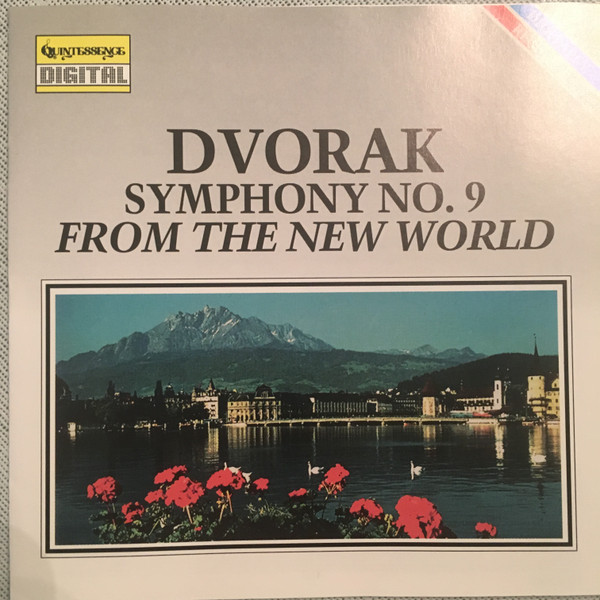 QUINTESSENCE
DIGITAL
DVORAK
SYMPHONY NO. 9
FROM THE NEW WORLD